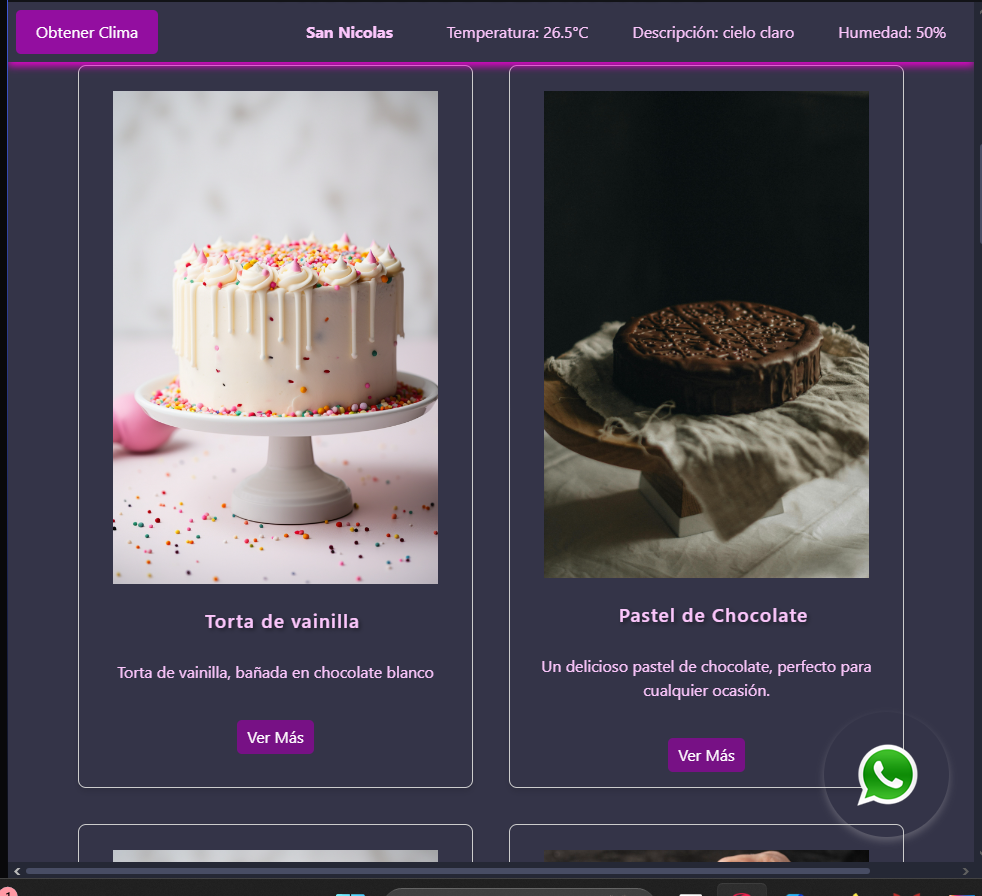 Obtener Clima
San Nicolas
Temperatura: 26.5°C
Descripción: cielo claro
Humedad: 50%
Torta de vainilla
Torta de vainilla, bañada en chocolate blanco
Ver Más
Pastel de Chocolate
Un delicioso pastel de chocolate, perfecto para
cualquier ocasión.
Ver Más